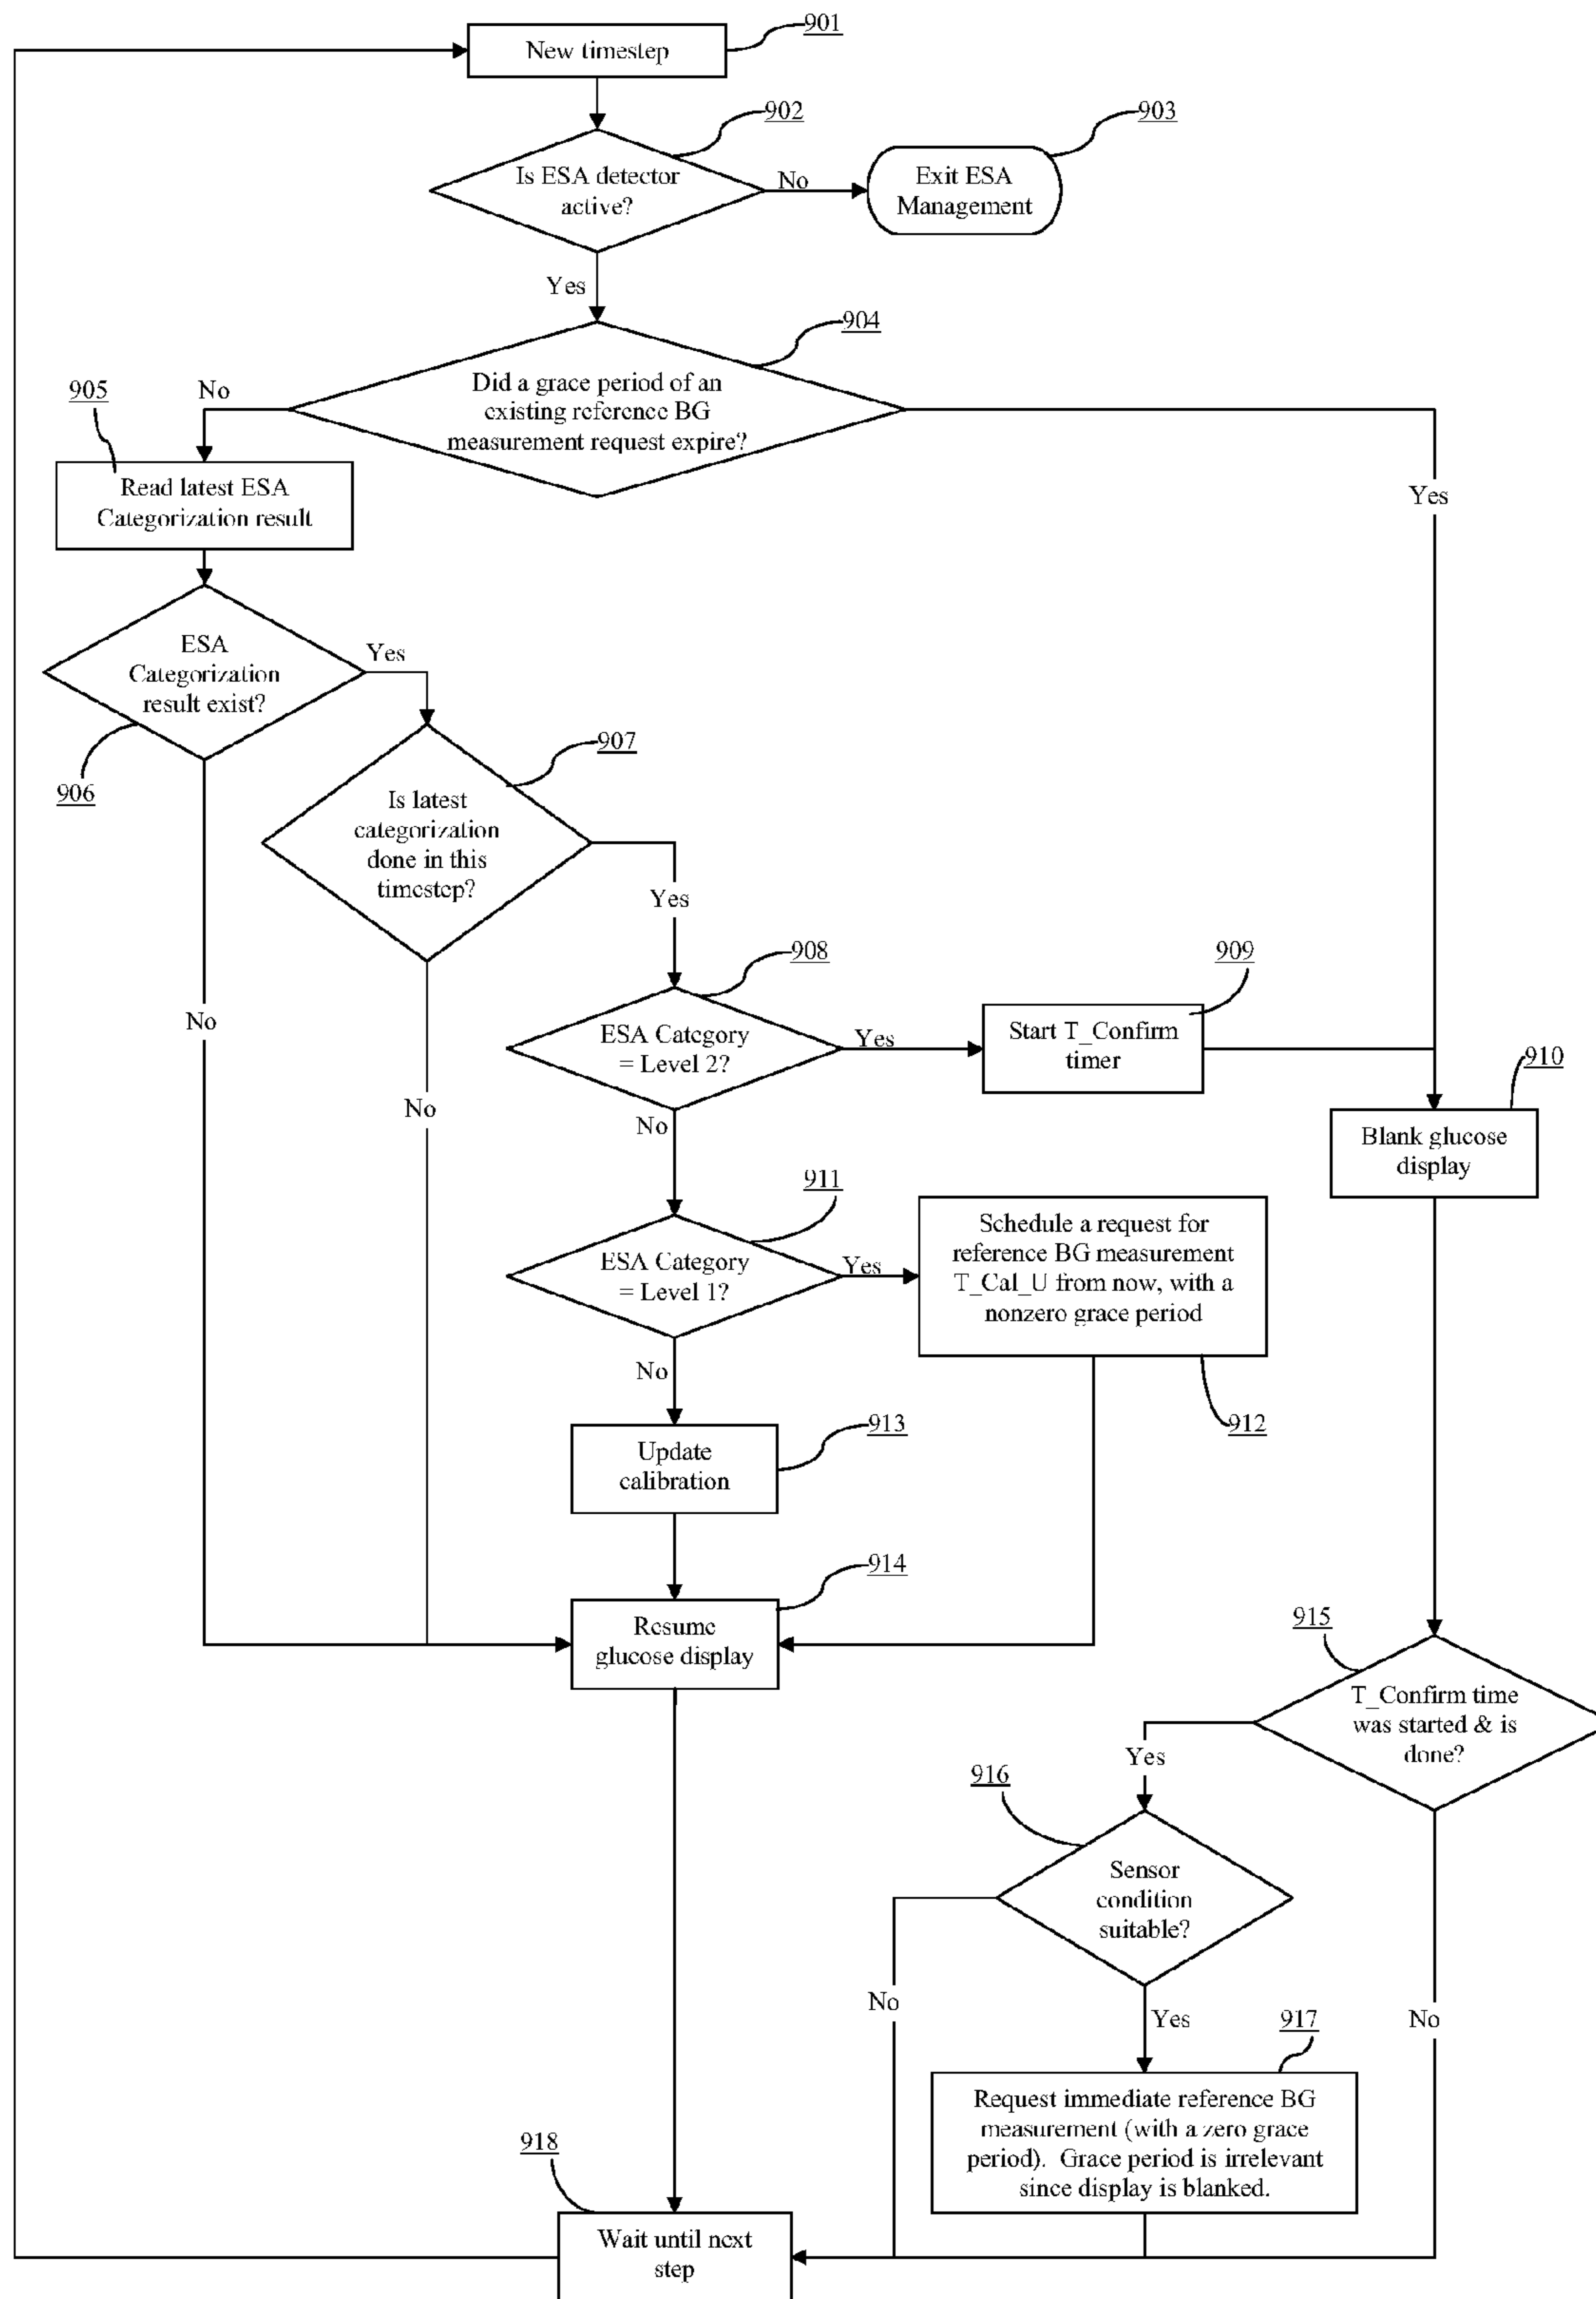 901
New timestep
902
903
Is ESA detector
active?
No
Exit ESA
Management
Yes
904
905
No
Did a grace period of an
existing reference BG
measurement request expire?
Read latest ESA
Categorization result
Yes
ESA
Categorization
result exist?
Yes
907
906
Is latest
categorization
done in this
timestep?
Yes
908
909
No
ESA Category
= Level 2?
Yes
Start T_Confirm
timer
910
No
No
Blank glucose
display
911
ESA Category
= Level 1?
Yes
Schedule a request for
reference BG measurement
T_Cal_U from now, with a
nonzero grace period
No
913
912
Update
calibration
914
Resume
glucose display
915
T_Confirm time
was started & is
done?
Yes
916
Sensor
condition
suitable?
No
Yes
917
No
Request immediate reference BG
measurement (with a zero grace
period). Grace period is irrelevant
since display is blanked.
918
Wait until next
step